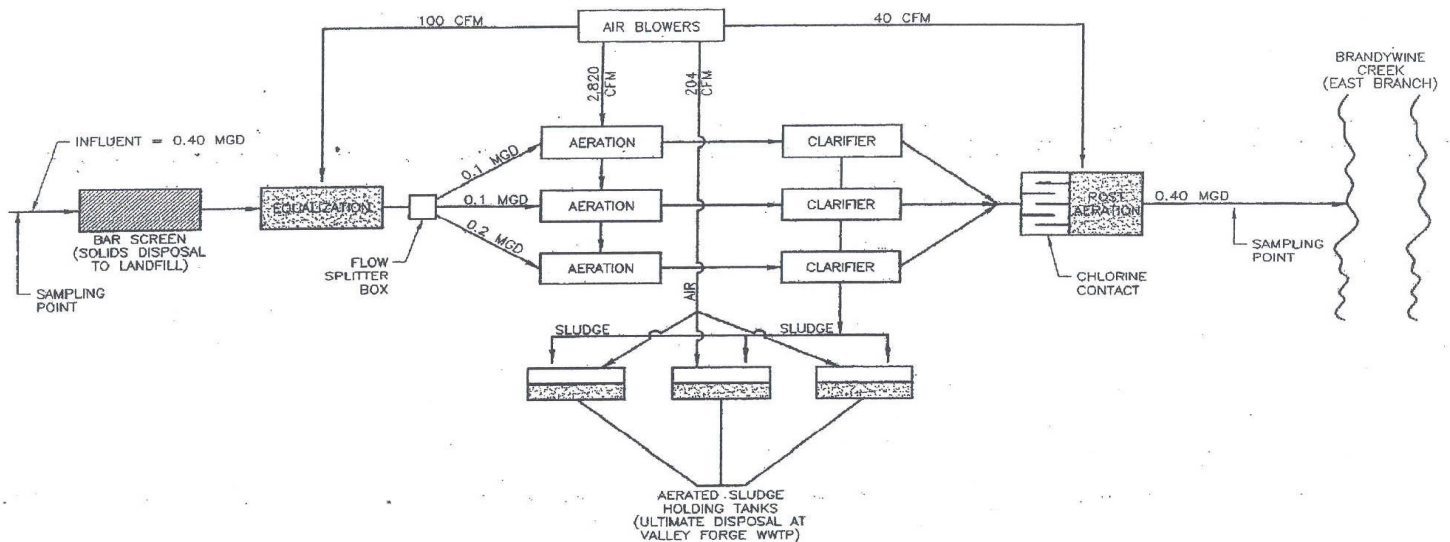 100 CFM
AIR BLOWERS
40 CFM
2,820
CFM
204
CFM
BRANDYWINE
CREEK
(EAST BRANCH)
INFLUENT = 0.40 MGD
BAR SCREEN
(SOLIDS DISPOSAL
TO LANDFILL)
SAMPLING
POINT
EQUALIZATION
FLOW
SPLITTER
BOX
0.1 MGD
0.1 MGD
0.2 MGD
AERATION
AERATION
AERATION
CLARIFIER
CLARIFIER
CLARIFIER
POST
AERATION
0.40 MGD
SAMPLING
POINT
CHLORINE
CONTACT
AIR
SLUDGE
SLUDGE
AERATED SLUDGE
HOLDING TANKS
(ULTIMATE DISPOSAL AT
VALLEY FORGE WWTP)